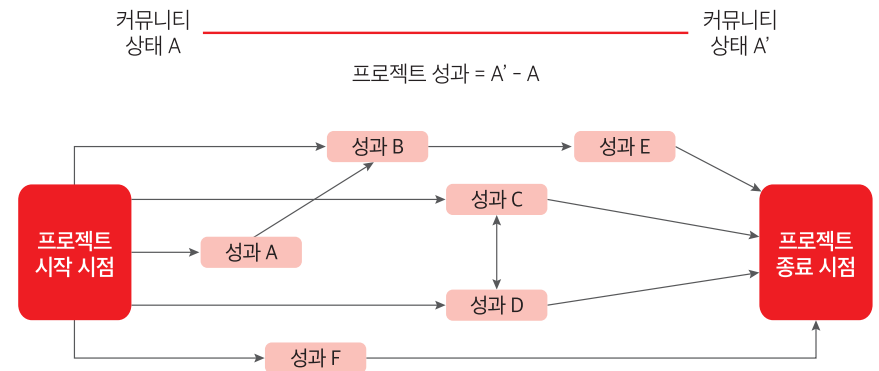 커뮤니티
상태 A
커뮤니티
상태 A’
프로젝트 성과 = A’ – A
성과 B
성과 E
성과 C
프로젝트
시작 시점
성과 A
프로젝트
종료 시점
성과 D
성과 F